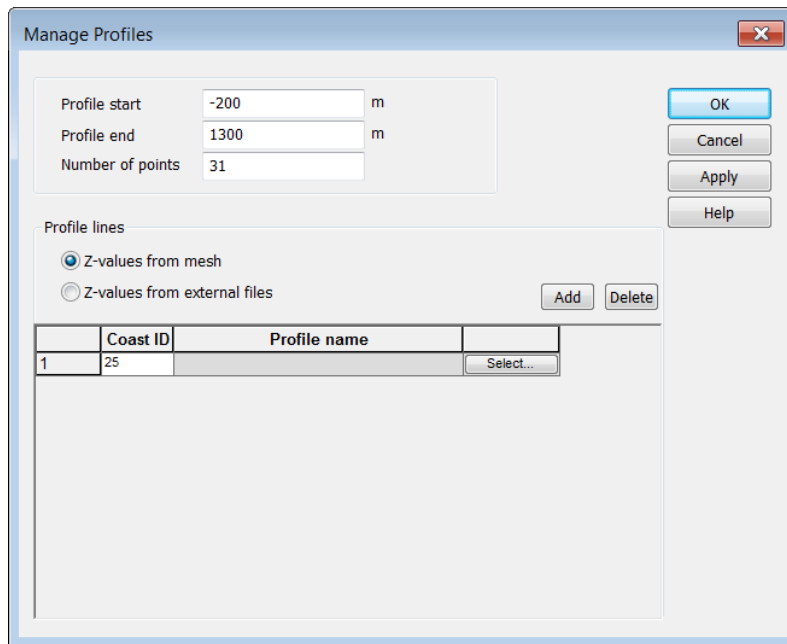 Manage Profiles
Profile start -200 m
Profile end 1300 m
Number of points 31
OK
Cancel
Apply
Help
Profile lines
Z-values from mesh
Z-values from external files
Add Delete
Coast ID Profile name
1 25 Select...